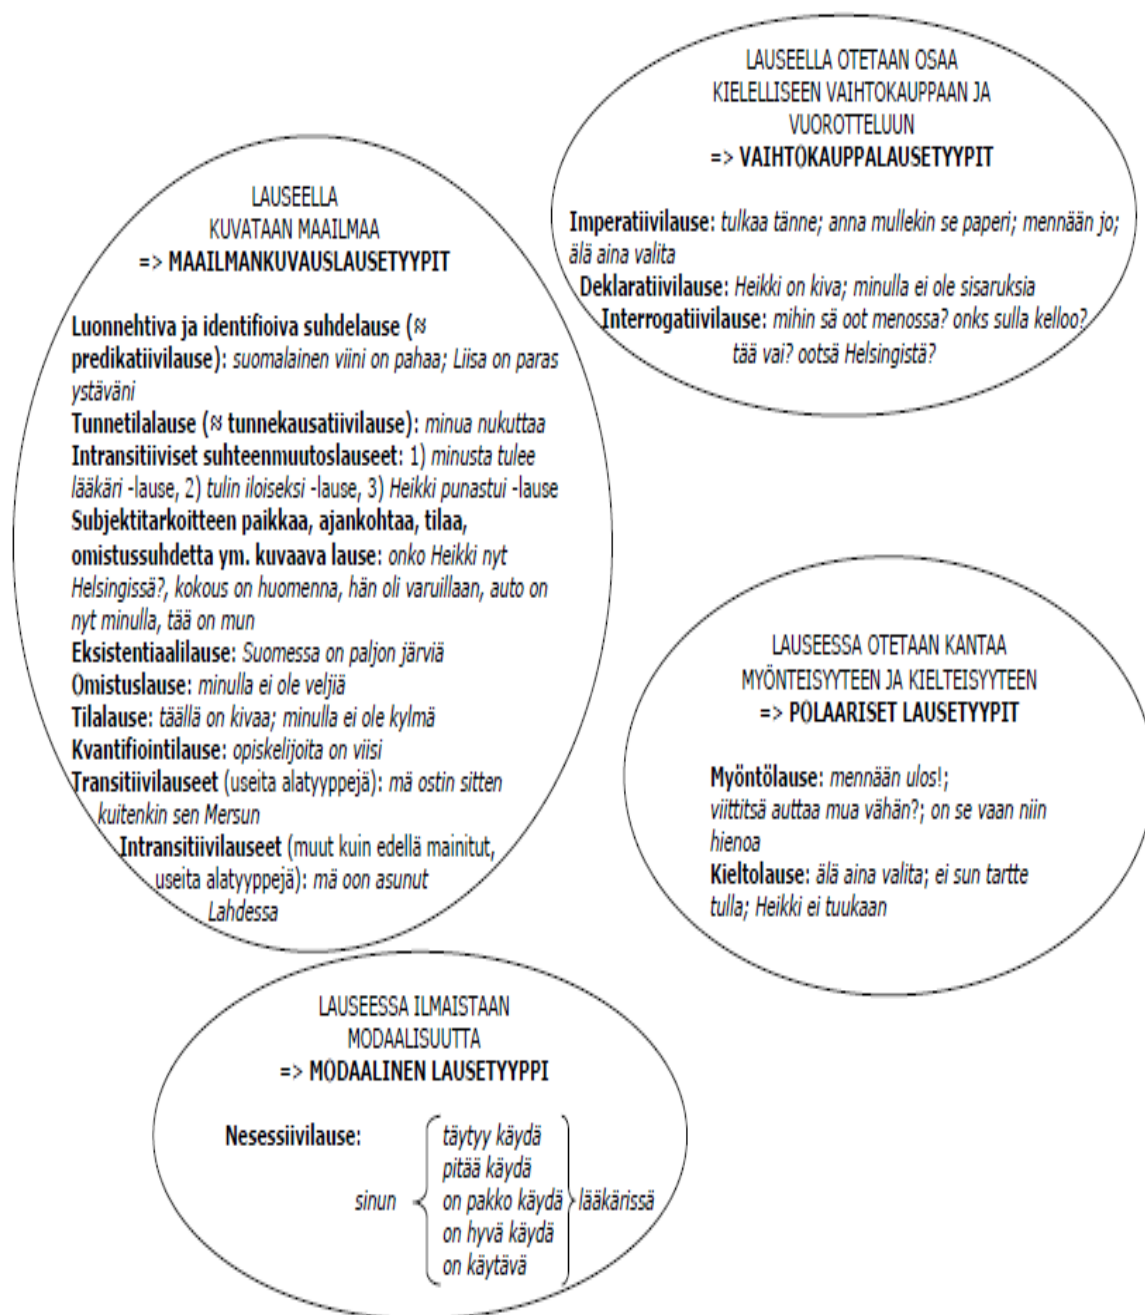 LAUSEELLA OTETAAN OSAA
KIELELLISEEN VAIHTOKAUPPAAN JA
VUOROTTELUUN
=> VAIHTOKAUPPALAUSETYYPIT
Imperatiivilause: tulkaa tänne; anna mullekin se paperi; mennään jo;
älä aina valita
Deklaratiivilause: Heikki on kiva; minulla ei ole sisaruksia
Interrogatiivilause: mihin sä oot menossa? onks sulla kelloo?
tää vai? ootsä Helsingistä?
LAUSEELLA
KUVATAAN MAAILMAA
=> MAAILMANKUVAUSLAUSETYYPIT
Luonnehtiva ja identifioiva suhdelause (≈
predikatiivilause): suomalainen viini on pahaa; Liisa on paras
ystäväni
Tunnetilalause (≈ tunnekausatiivilause): minua nukuttaa
Intransitiiviset suhteenmuutoslauseet: 1) minusta tulee
lääkäri -lause, 2) tulin iloiseksi -lause, 3) Heikki punastui -lause
Subjektitarkoitteen paikkaa, ajankohtaa, tilaa,
omistussuhdetta ym. kuvaava lause: onko Heikki nyt
Helsingissä?, kokous on huomenna, hän oli varuillaan, auto on
nyt minulla, tää on mun
Eksistentiaalilause: Suomessa on paljon järviä
Omistuslause: minulla ei ole veljiä
Tilalause: täällä on kivaa; minulla ei ole kylmä
Kvantifiointilause: opiskelijoita on viisi
Transitiivilauseet (useita alatyyppejä): mä ostin sitten
kuitenkin sen Mersun
Intransitiivilauseet (muut kuin edellä mainitut,
useita alatyyppejä): mä oon asunut
Lahdessa
LAUSEESSA OTETAAN KANTAA
MYÖNTEISYYTEEN JA KIELTEISYYTEEN
=> POLAARISET LAUSETYYPIT
Myöntölause: mennään ulos!;
viittitsä auttaa mua vähän?; on se vaan niin
hienoa
Kieltolause: älä aina valita; ei sun tartte
tulla; Heikki ei tuukaan
LAUSEESSA ILMAISTAAN
MODAALISUUTTA
=> MODAALINEN LAUSETYYPPI
Nesessiivilause: täytyy käydä
pitää käydä
sinun on pakko käydä lääkärissä
on hyvä käydä
on käytävä